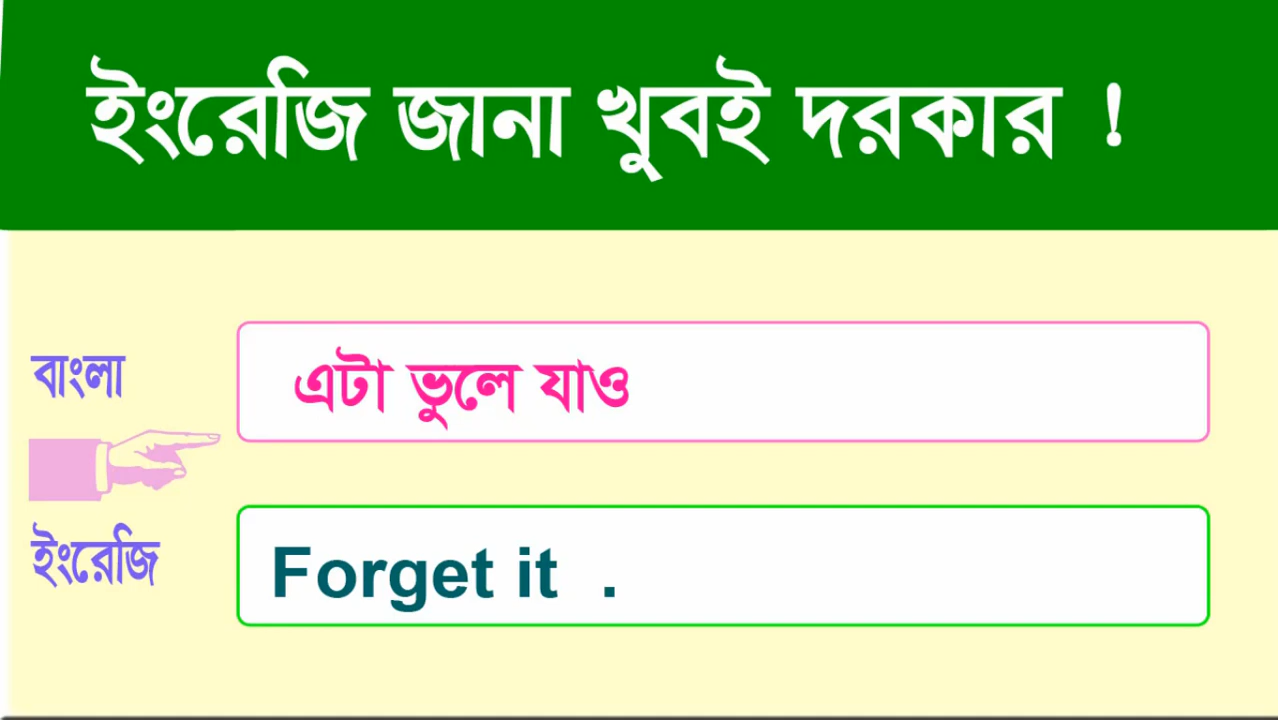 ইংরেজি জানা খুবই দরকার !
বাংলা
এটা ভুলে যাও
ইংরেজি
Forget it .